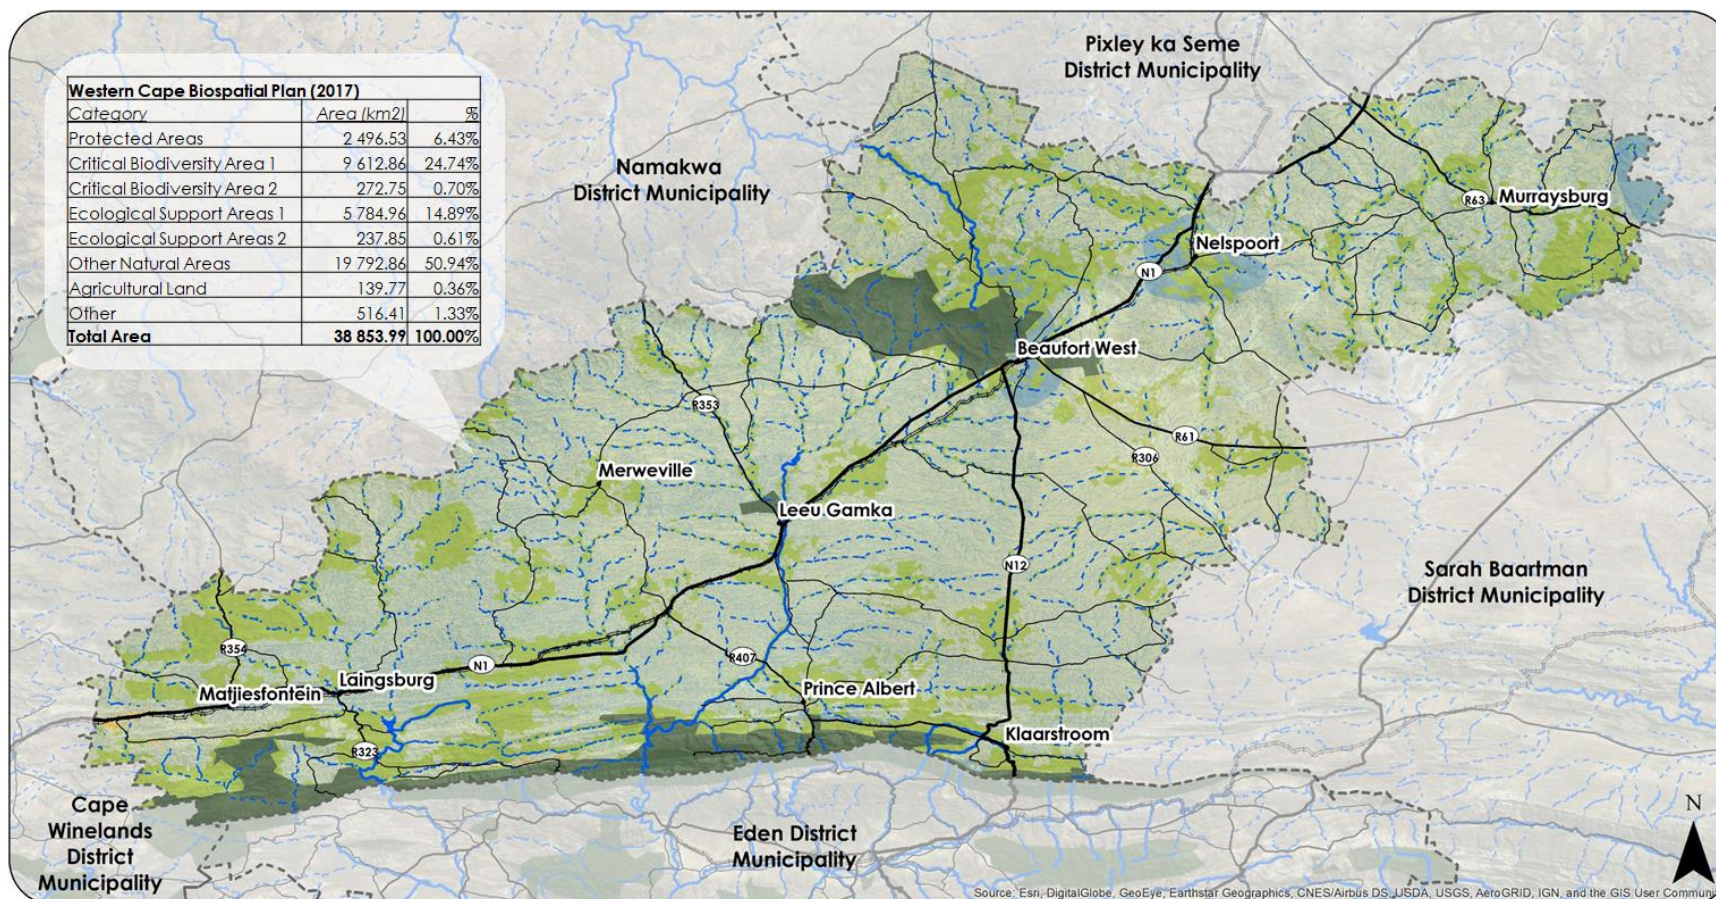 Western Cape Biospatial Plan (2017)
Category Area (km2) %
Protected Areas 2 496.53 6.43%
Critical Biodiversity Area 1 9 612.86 24.74%
Critical Biodiversity Area 2 272.75 0.70%
Ecological Support Areas 1 5 784.96 14.89%
Ecological Support Areas 2 237.85 0.61%
Other Natural Areas 19 792.86 50.94%
Agricultural Land 139.77 0.36%
Other 516.41 1.33%
Total Area 38 853.99 100.00%
Pixley ka Seme
District Municipality
Namakwa
District Municipality
R63
Murraysburg
Nelspoort
N1
Beaufort West
R353
R61
R306
Merweville
Leeu Gamka
N12
Sarah Baartman
District Municipality
R354
N1
R407
Laingsburg
Matjiesfontein
Prince Albert
Klaarstroom
R323
Cape
Winelands
District
Municipality
Eden District
Municipality
N
Source: Esri, DigitalGlobe, GeoEye, Earthstar Geographics, CNES/Airbus DS, USDA, USGS, AeroGRID, IGN, and the GIS User